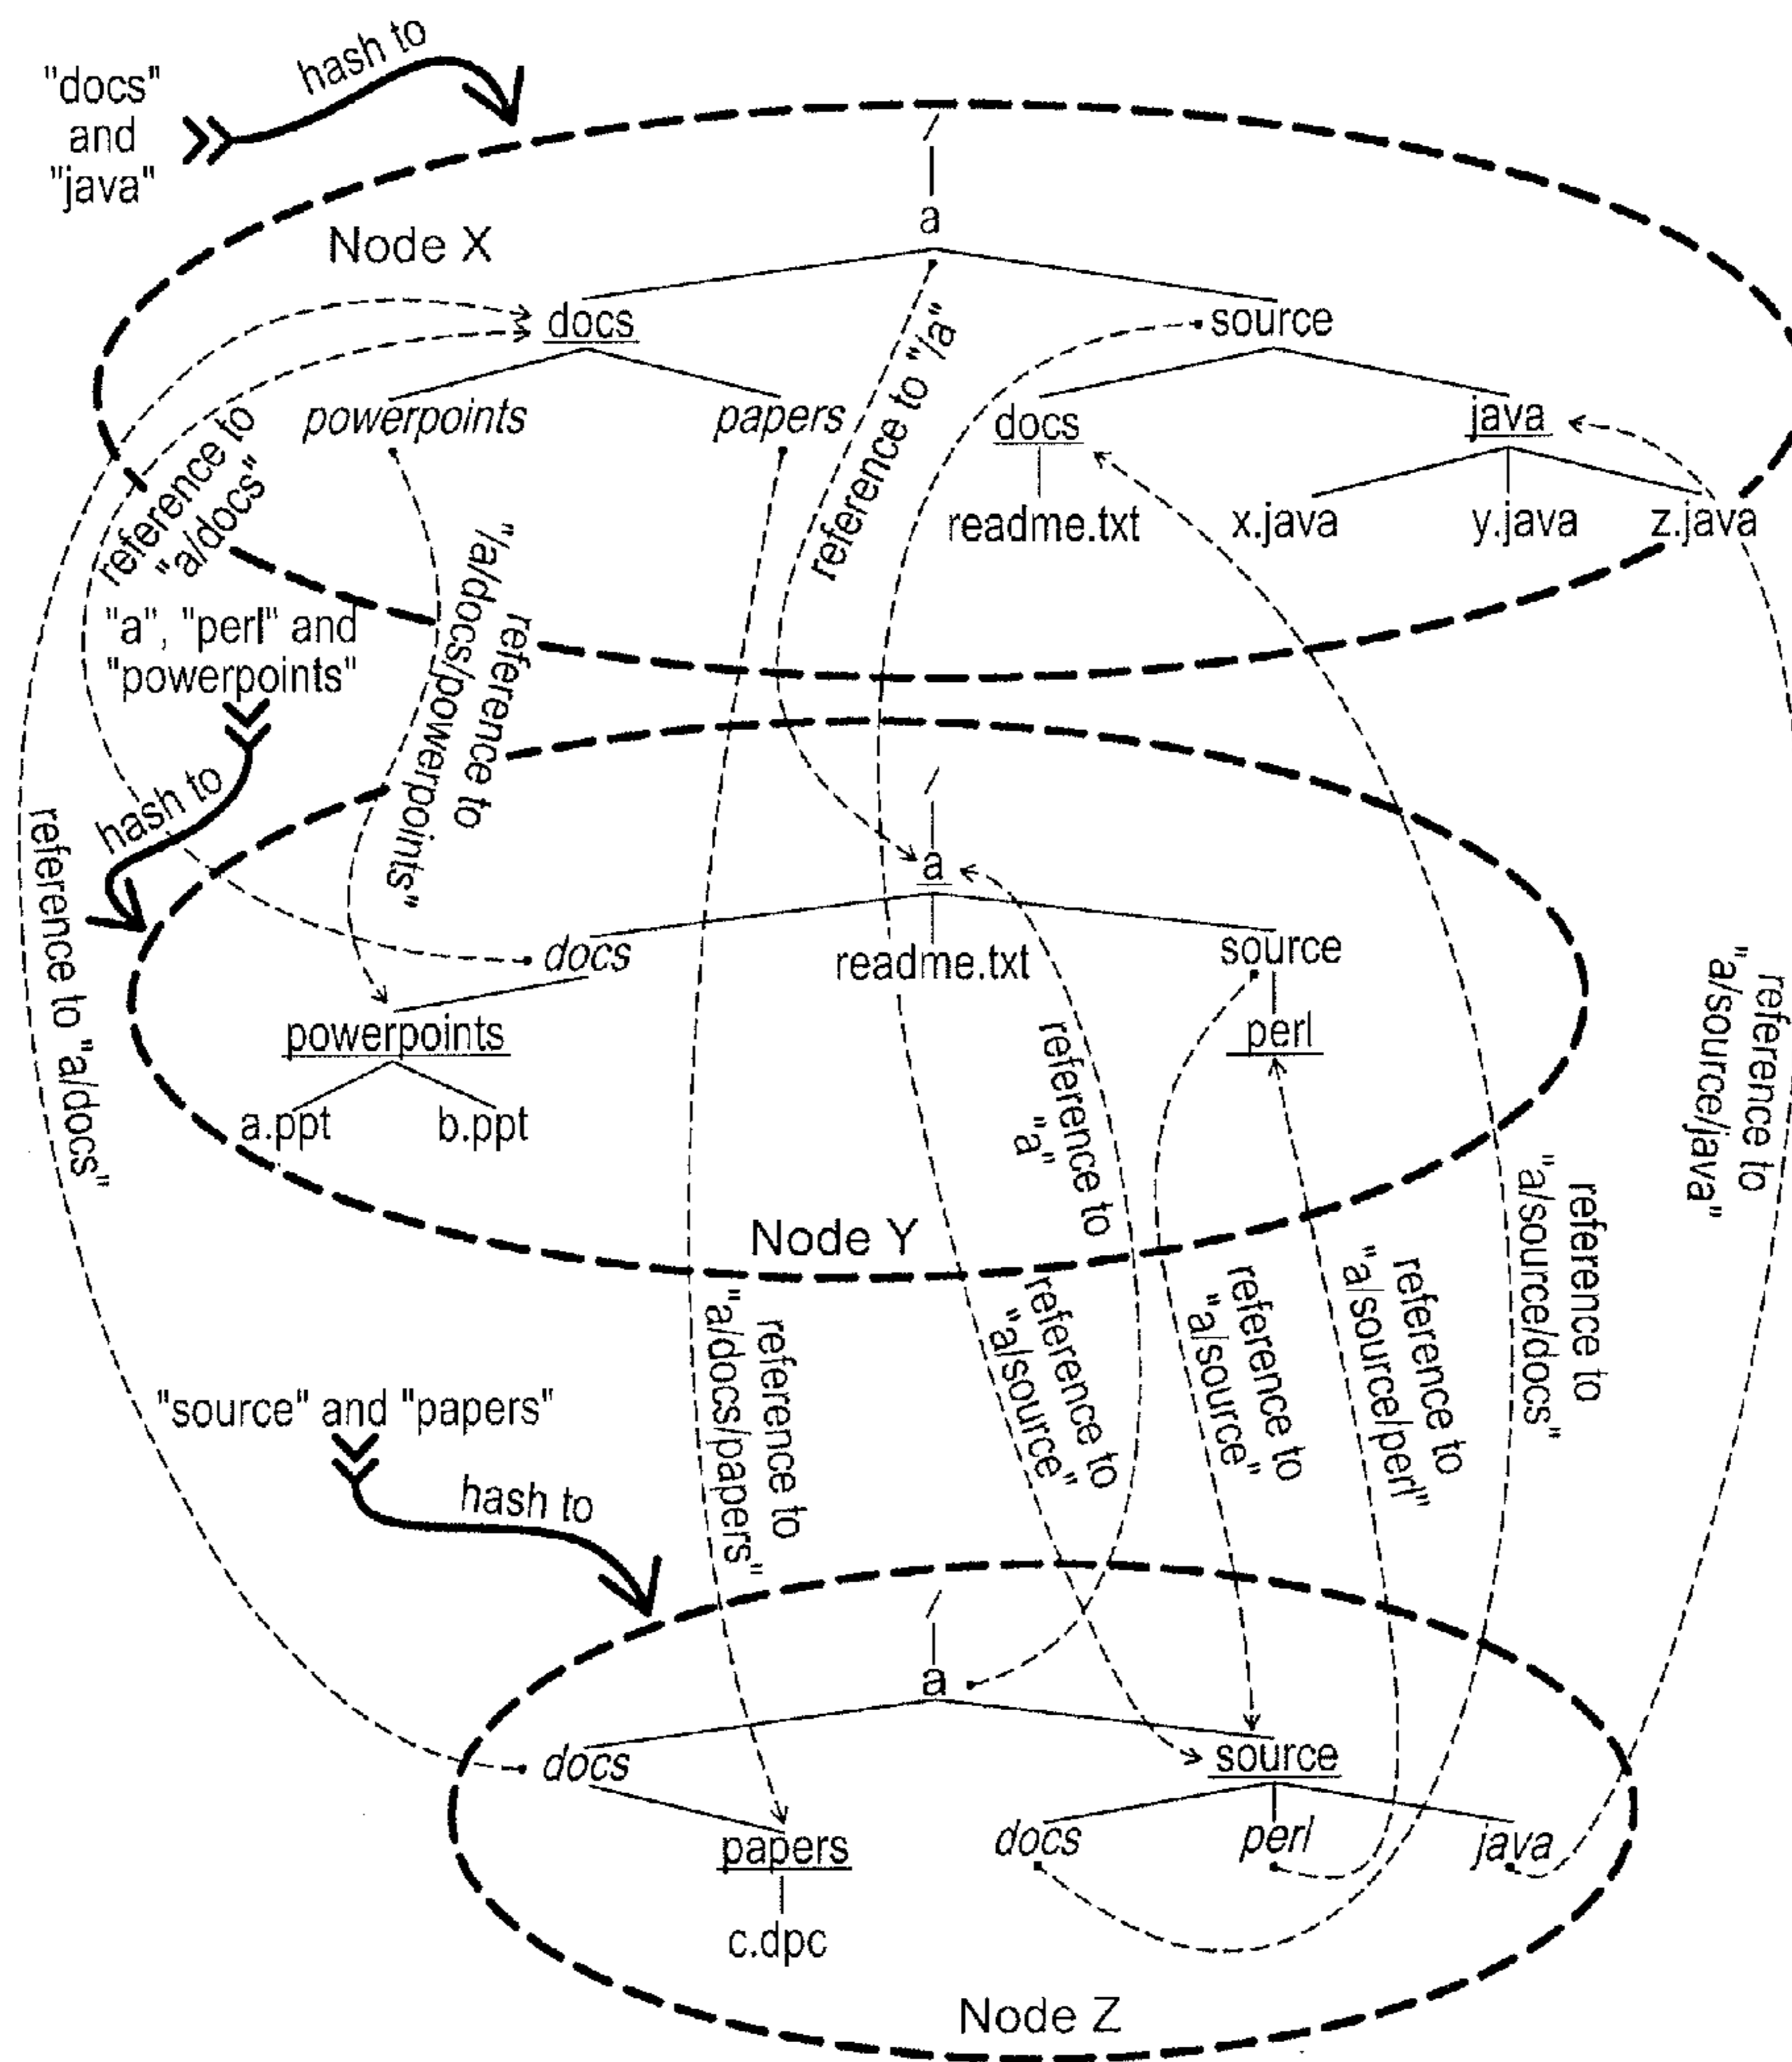 "docs"
and
"java"
hash to
/
a
Node X
docs
source
powerpoints
papers
docs
java
readme.txt
x.java
y.java
z.java
reference to "/a"
reference to
"a/docs"
reference to
"/a/docs/powerpoints"
"a", "perl" and
"powerpoints"
hash to
/
a
docs
readme.txt
source
powerpoints
perl
a.ppt
b.ppt
Node Y
reference to "a/docs"
reference to
"a"
reference to
"a/source/java"
reference to
"a/docs/papers"
reference to
"a/source"
reference to
"a/source"
reference to
"a/source/perl"
reference to
"a/source/docs"
"source" and "papers"
hash to
/
a
docs
source
papers
docs
perl
java
c.dpc
Node Z